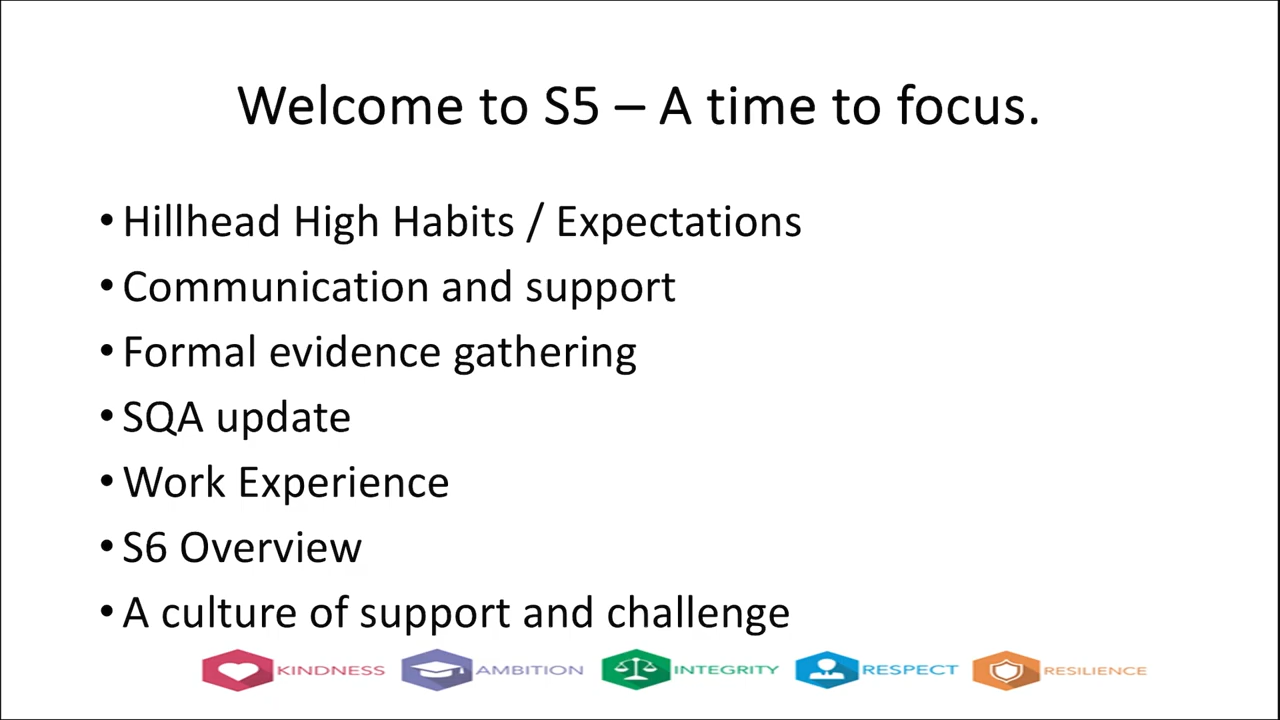 Welcome to S5 – A time to focus.
• Hillhead High Habits / Expectations
• Communication and support
• Formal evidence gathering
• SQA update
• Work Experience
• S6 Overview
• A culture of support and challenge
KINDNESS AMBITION INTEGRITY RESPECT RESILIENCE